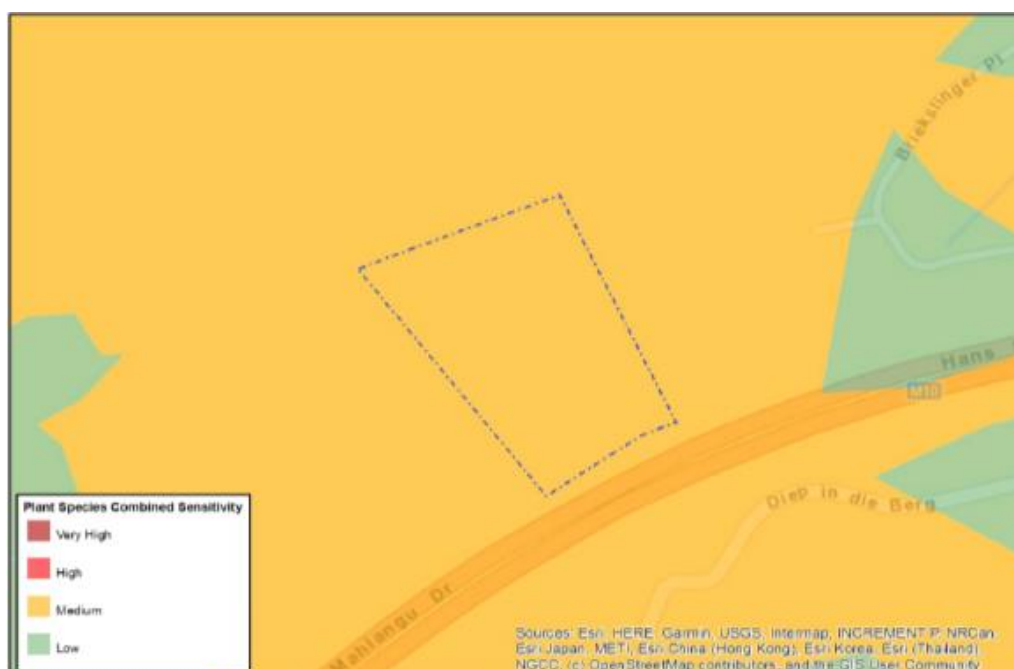 Briekslinger Pl
Hans
M10
Diep in die Berg
Mahlangu Dr
Plant Species Combined Sensitivity
Very High
High
Medium
Low
Sources: Esri, HERE, Garmin, USGS, Intermap, INCREMENT P, NRCan,
Esri Japan, METI, Esri China (Hong Kong), Esri Korea, Esri (Thailand),
NGCC, (c) OpenStreetMap contributors, and the GIS User Community